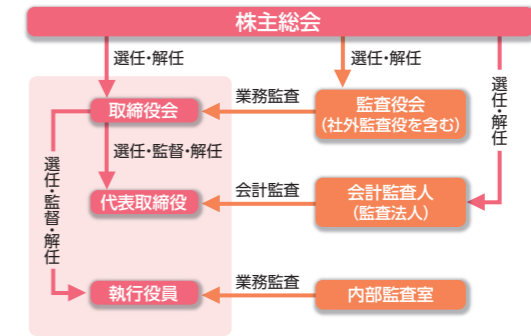 株主総会
選任・解任
選任・解任
選任・解任
取締役会
業務監査
監査役会
(社外監査役を含む)
選任・監督・解任
選任・監督・解任
代表取締役
会計監査
会計監査人
(監査法人)
執行役員
業務監査
内部監査室